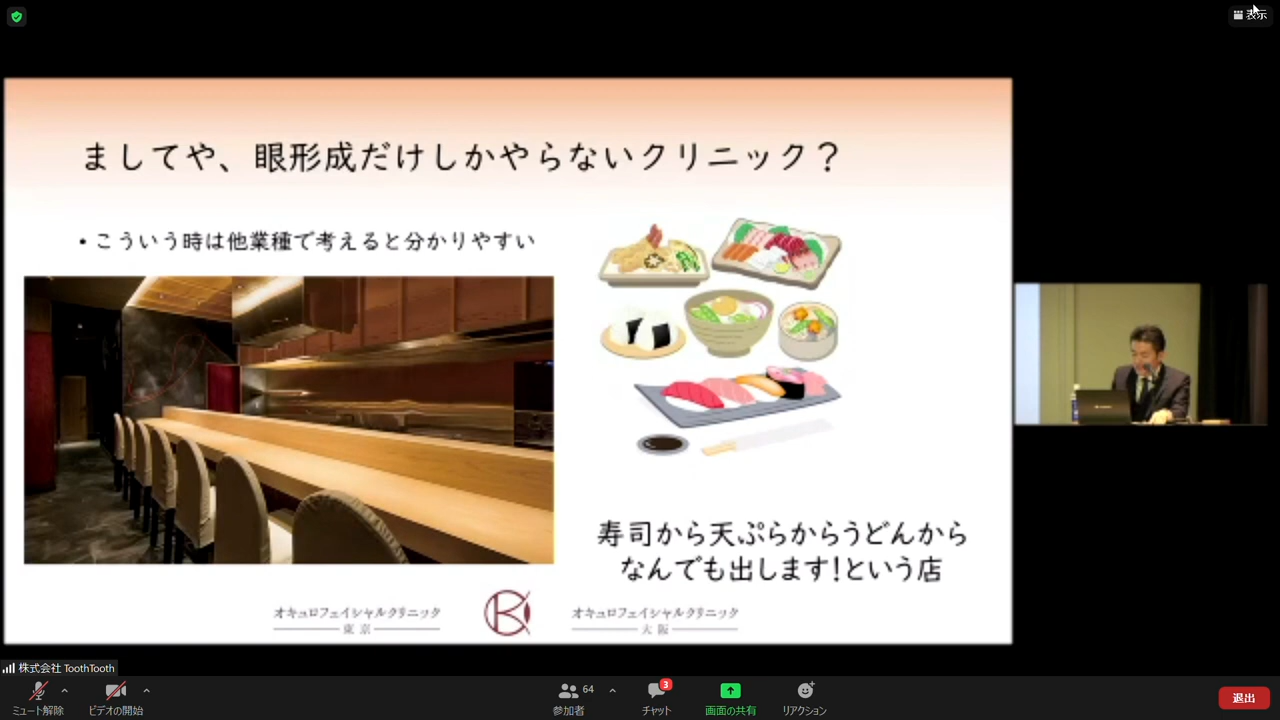 表示
ましてや、眼形成だけしかやらないクリニック？
• こういう時は他業種で考えると分かりやすい
寿司から天ぷらからうどんから
なんでも出します！という店
オキュロフェイシャルクリニック
東京
オキュロフェイシャルクリニック
大阪
株式会社 ToothTooth
ミュート解除
ビデオの開始
64
参加者
3
チャット
画面の共有
リアクション
退出